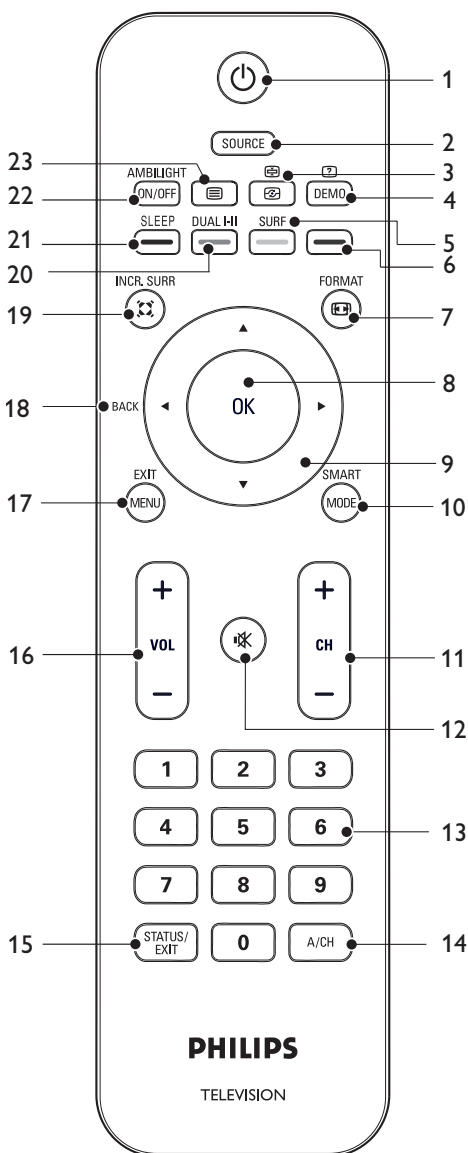 1
SOURCE
2
23
3
AMBILIGHT
?
22
ON/OFF
DEMO
4
SLEEP
DUAL I-II
SURF
5
21
20
6
INCR. SURR
FORMAT
19
7
8
18
BACK
OK
9
EXIT
SMART
17
MENU
MODE
10
+
+
16
VOL
CH
11
−
−
12
1
2
3
4
5
6
13
7
8
9
15
STATUS/
EXIT
0
A/CH
14
PHILIPS
TELEVISION